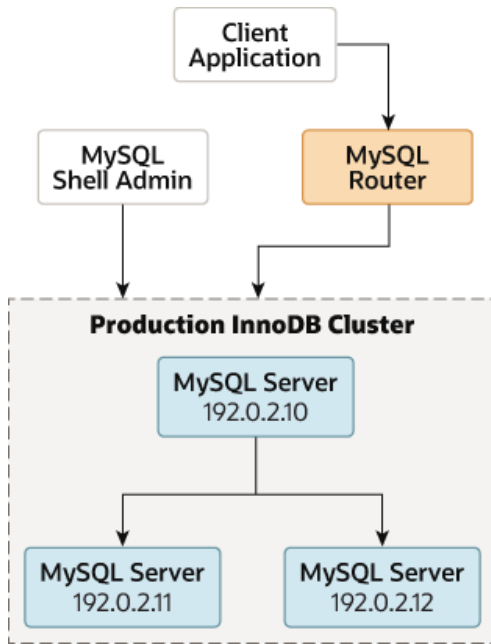 Client
Application
MySQL
Shell Admin
MySQL
Router
Production InnoDB Cluster
MySQL Server
192.0.2.10
MySQL Server
192.0.2.11
MySQL Server
192.0.2.12